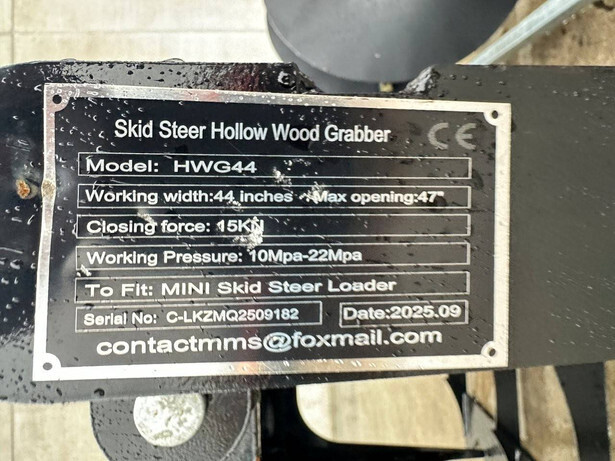 Skid Steer Hollow Wood Grabber CE
Model: HWG44
Working width:44 inches Max opening:47"
Closing force: 15KN
Working Pressure: 10Mpa-22Mpa
To Fit: MINI Skid Steer Loader
Serial No: C-LKZMQ2509182 Date:2025.09
contactmms@foxmail.com